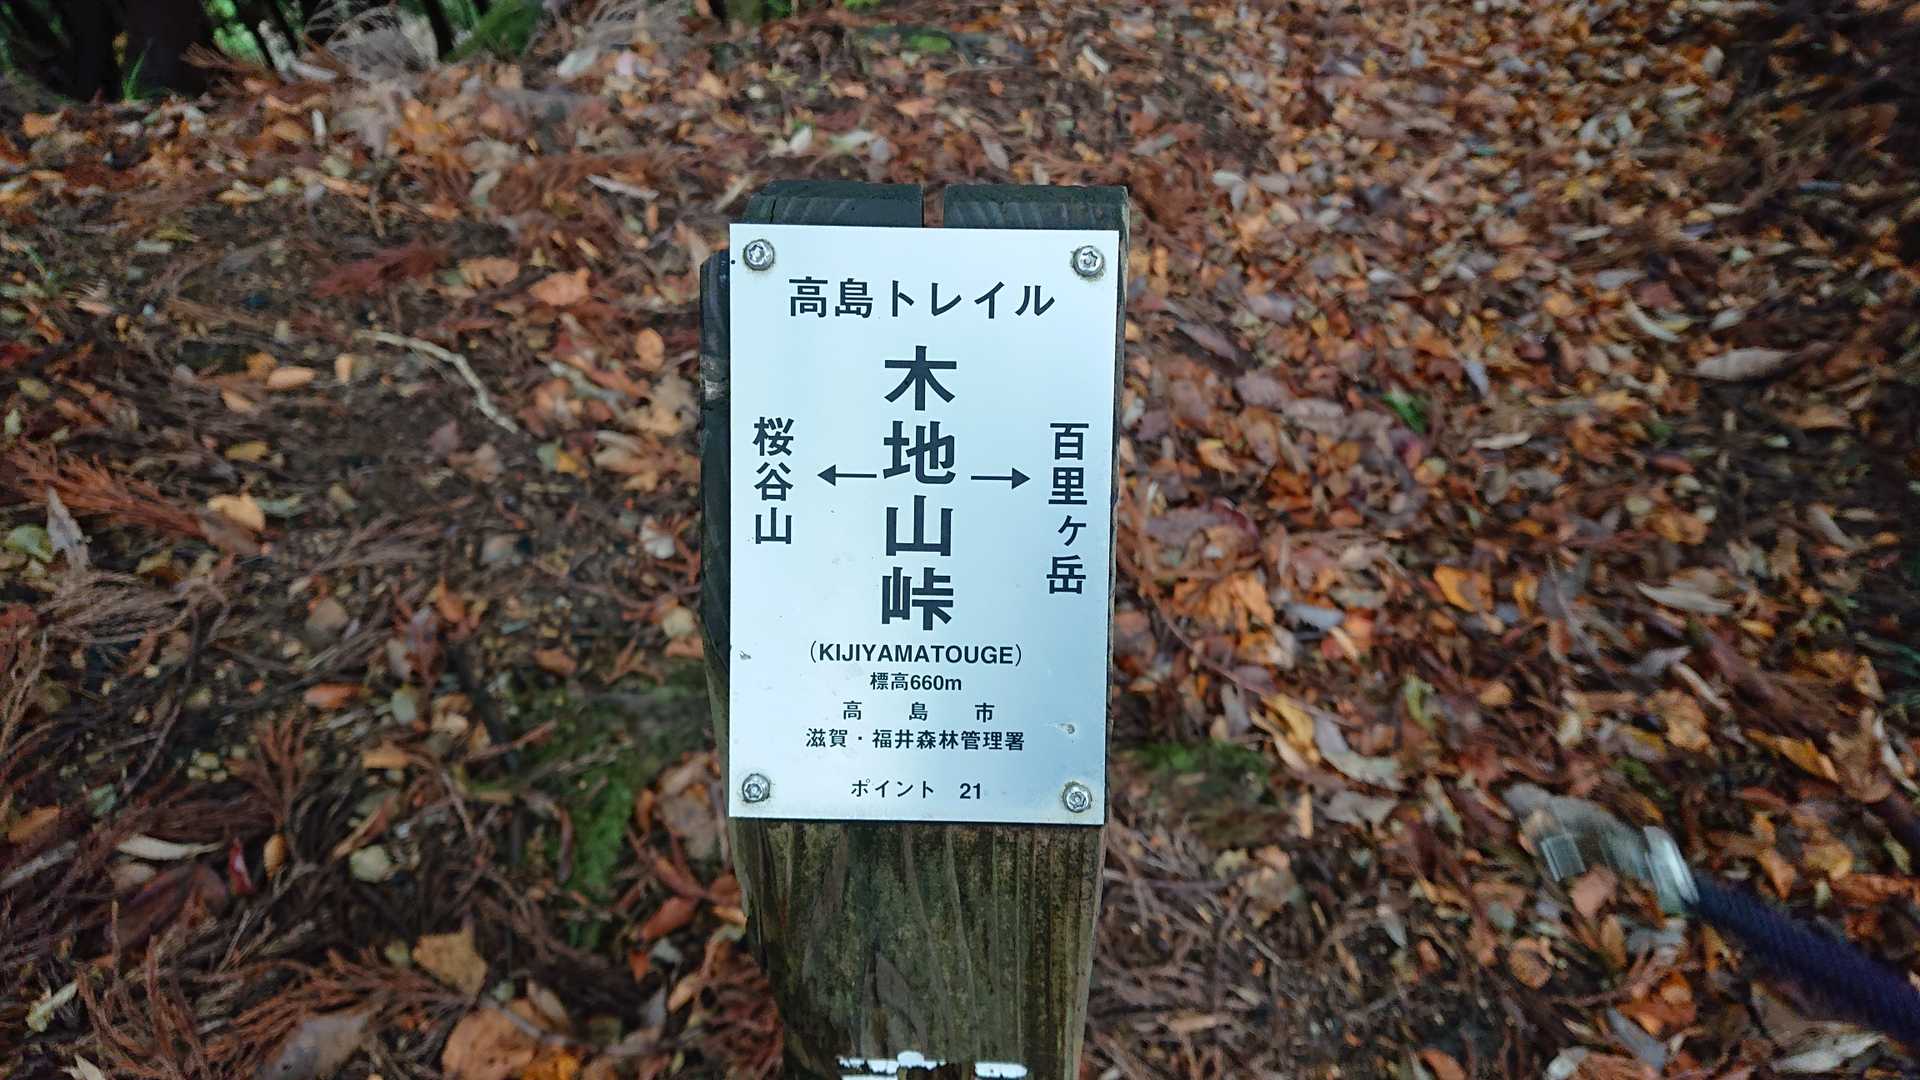 高島トレイル
木地山峠
桜谷山 ←
→ 百里ヶ岳
(KIJIYAMATOUGE)
標高660m
高島市
滋賀・福井森林管理署
ポイント 21